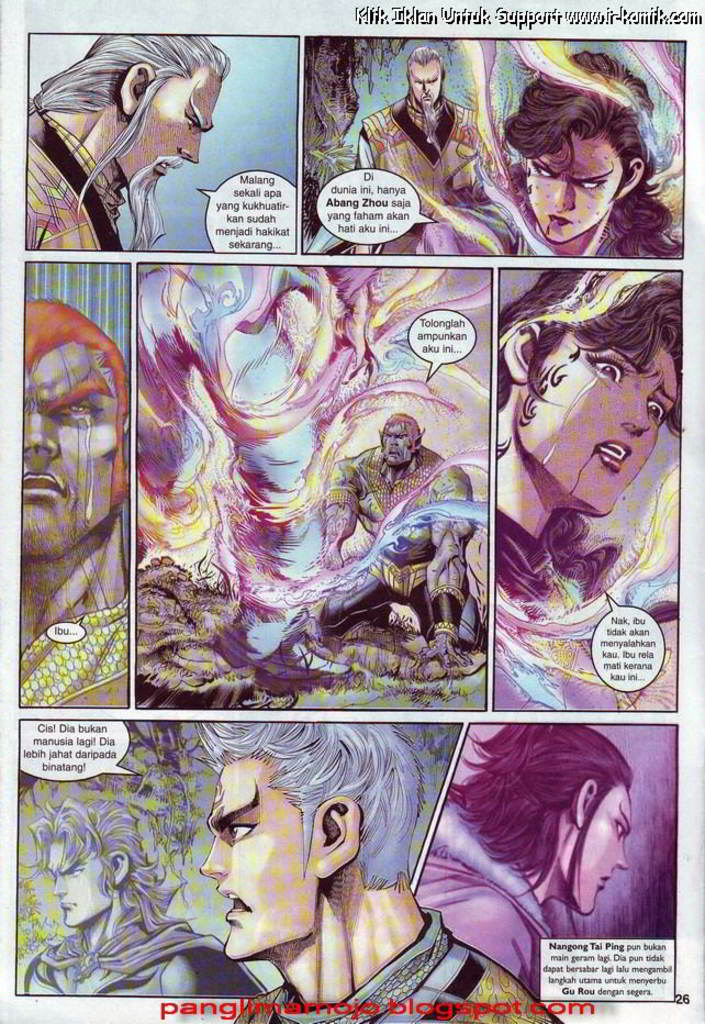 Klik Iklan Untuk Support www.ir-komik.com
Malang
sekali apa
yang kukhuatir-
kan sudah
menjadi hakikat
sekarang...
Di
dunia ini, hanya
Abang Zhou saja
yang faham akan
hati aku ini...
Ibu...
Tolonglah
ampunkan
aku ini...
Nak, ibu
tidak akan
menyalahkan
kau. Ibu rela
mati kerana
kau ini...
Cis! Dia bukan
manusia lagi! Dia
lebih jahat daripada
binatang!
Nangong Tai Ping pun bukan
main geram lagi. Dia pun tidak
dapat bersabar lagi lalu mengambil
langkah utama untuk menyerbu
Gu Rou dengan segera.
26
panglimamojo.blogspot.com